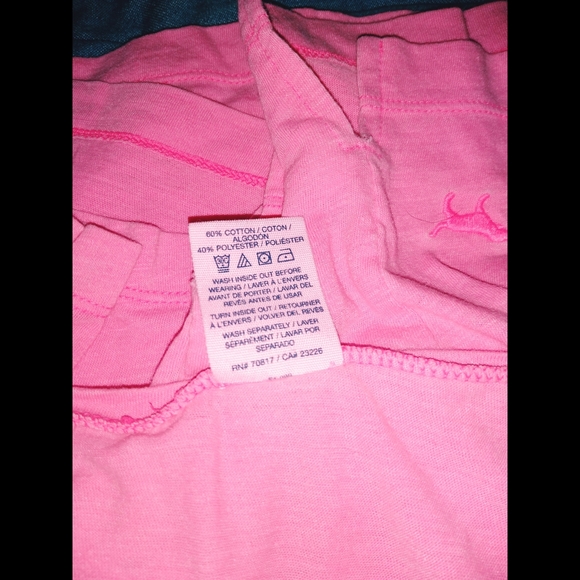 60% COTTON / COTON /
ALGODÓN
40% POLYESTER / POLIÉSTER
WASH INSIDE OUT BEFORE
WEARING / LAVER À L'ENVERS
AVANT DE PORTER / LAVAR DEL
REVÉS ANTES DE USAR
TURN INSIDE OUT / RETOURNER
À L'ENVERS / VOLVER DEL REVÉS
WASH SEPARATELY / LAVER
SÉPARÉMENT / LAVAR POR
SEPARADO
RN# 70817 / CA# 23226